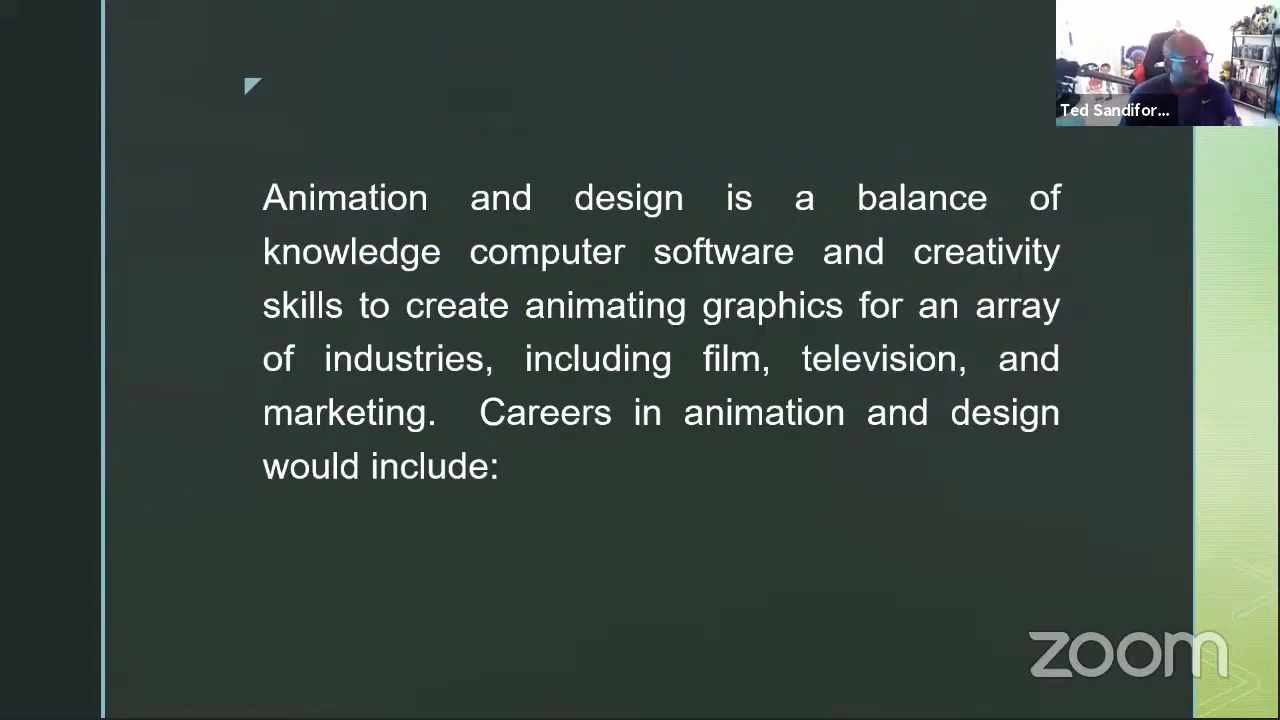 Ted Sandifor...
Animation and design is a balance of
knowledge computer software and creativity
skills to create animating graphics for an array
of industries, including film, television, and
marketing. Careers in animation and design
would include:
zoom